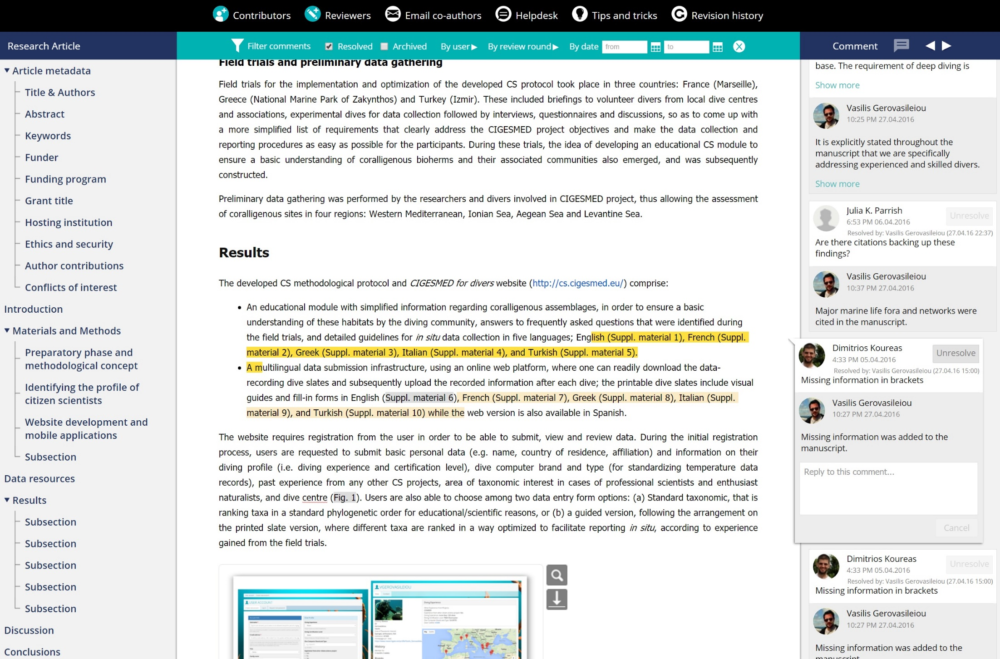 Contributors
Reviewers
Email co-authors
Helpdesk
Tips and tricks
Revision history
Research Article
Filter comments
Resolved
Archived
By user▶
By review round▶
By date
from
to
Comment
Article metadata
Title & Authors
Abstract
Keywords
Funder
Funding program
Grant title
Hosting institution
Ethics and security
Author contributions
Conflicts of interest
Introduction
Materials and Methods
Preparatory phase and
methodological concept
Identifying the profile of
citizen scientists
Website development and
mobile applications
Subsection
Data resources
Results
Subsection
Subsection
Subsection
Subsection
Subsection
Discussion
Conclusions
Field trials and preliminary data gathering
Field trials for the implementation and optimization of the developed CS protocol took place in three countries: France (Marseille),
Greece (National Marine Park of Zakynthos) and Turkey (Izmir). These included briefings to volunteer divers from local dive centres
and associations, experimental dives for data collection followed by interviews, questionnaires and discussions, so as to come up with
a more simplified list of requirements that clearly address the CIGESMED project objectives and make the data collection and
reporting procedures as easy as possible for the participants. During these trials, the idea of developing an educational CS module to
ensure a basic understanding of coralligenous bioherms and their associated communities also emerged, and was subsequently
constructed.
Preliminary data gathering was performed by the researchers and divers involved in CIGESMED project, thus allowing the assessment
of coralligenous sites in four regions: Western Mediterranean, Ionian Sea, Aegean Sea and Levantine Sea.
Results
The developed CS methodological protocol and CIGESMED for divers website (http://cs.cigesmed.eu/) comprise:
• An educational module with simplified information regarding coralligenous assemblages, in order to ensure a basic
understanding of these habitats by the diving community, answers to frequently asked questions that were identified during
the field trials, and detailed guidelines for in situ data collection in five languages; English (Suppl. material 1), French (Suppl.
material 2), Greek (Suppl. material 3), Italian (Suppl. material 4), and Turkish (Suppl. material 5).
• A multilingual data submission infrastructure, using an online web platform, where one can readily download the data-
recording dive slates and subsequently upload the recorded information after each dive; the printable dive slates include visual
guides and fill-in forms in English (Suppl. material 6), French (Suppl. material 7), Greek (Suppl. material 8), Italian (Suppl.
material 9), and Turkish (Suppl. material 10) while the web version is also available in Spanish.
The website requires registration from the user in order to be able to submit, view and review data. During the initial registration
process, users are requested to submit basic personal data (e.g. name, country of residence, affiliation) and information on their
diving profile (i.e. diving experience and certification level), dive computer brand and type (for standardizing temperature data
records), past experience from any other CS projects, area of taxonomic interest in cases of professional scientists and enthusiast
naturalists, and dive centre (Fig. 1). Users are also able to choose among two data entry form options: (a) Standard taxonomic, that is
ranking taxa in a standard phylogenetic order for educational/scientific reasons, or (b) a guided version, following the arrangement on
the printed slate version, where different taxa are ranked in a way optimized to facilitate reporting in situ, according to experience
gained from the field trials.
USER ACCOUNT
VGEROVASILEIOU
Diving Experience
History
base. The requirement of deep diving is
Show more
Vasilis Gerovasileiou
10:25 PM 27.04.2016
It is explicitly stated throughout the
manuscript that we are specifically
addressing experienced and skilled divers.
Show more
Julia K. Parrish
Unresolve
6:53 PM 06.04.2016
Resolved by: Vasilis Gerovasileiou (27.04.16 22:37)
Are there citations backing up these
findings?
Vasilis Gerovasileiou
10:37 PM 27.04.2016
Major marine life fora and networks were
cited in the manuscript.
Dimitrios Koureas
Unresolve
4:33 PM 05.04.2016
Resolved by: Vasilis Gerovasileiou (27.04.16 15:00)
Missing information in brackets
Vasilis Gerovasileiou
10:27 PM 27.04.2016
Missing information was added to the
manuscript.
Reply to this comment...
Cancel
Dimitrios Koureas
Unresolve
4:33 PM 05.04.2016
Resolved by: Vasilis Gerovasileiou (27.04.16 15:00)
Missing information in brackets
Vasilis Gerovasileiou
10:27 PM 27.04.2016
Missing information was added to the
manuscript.